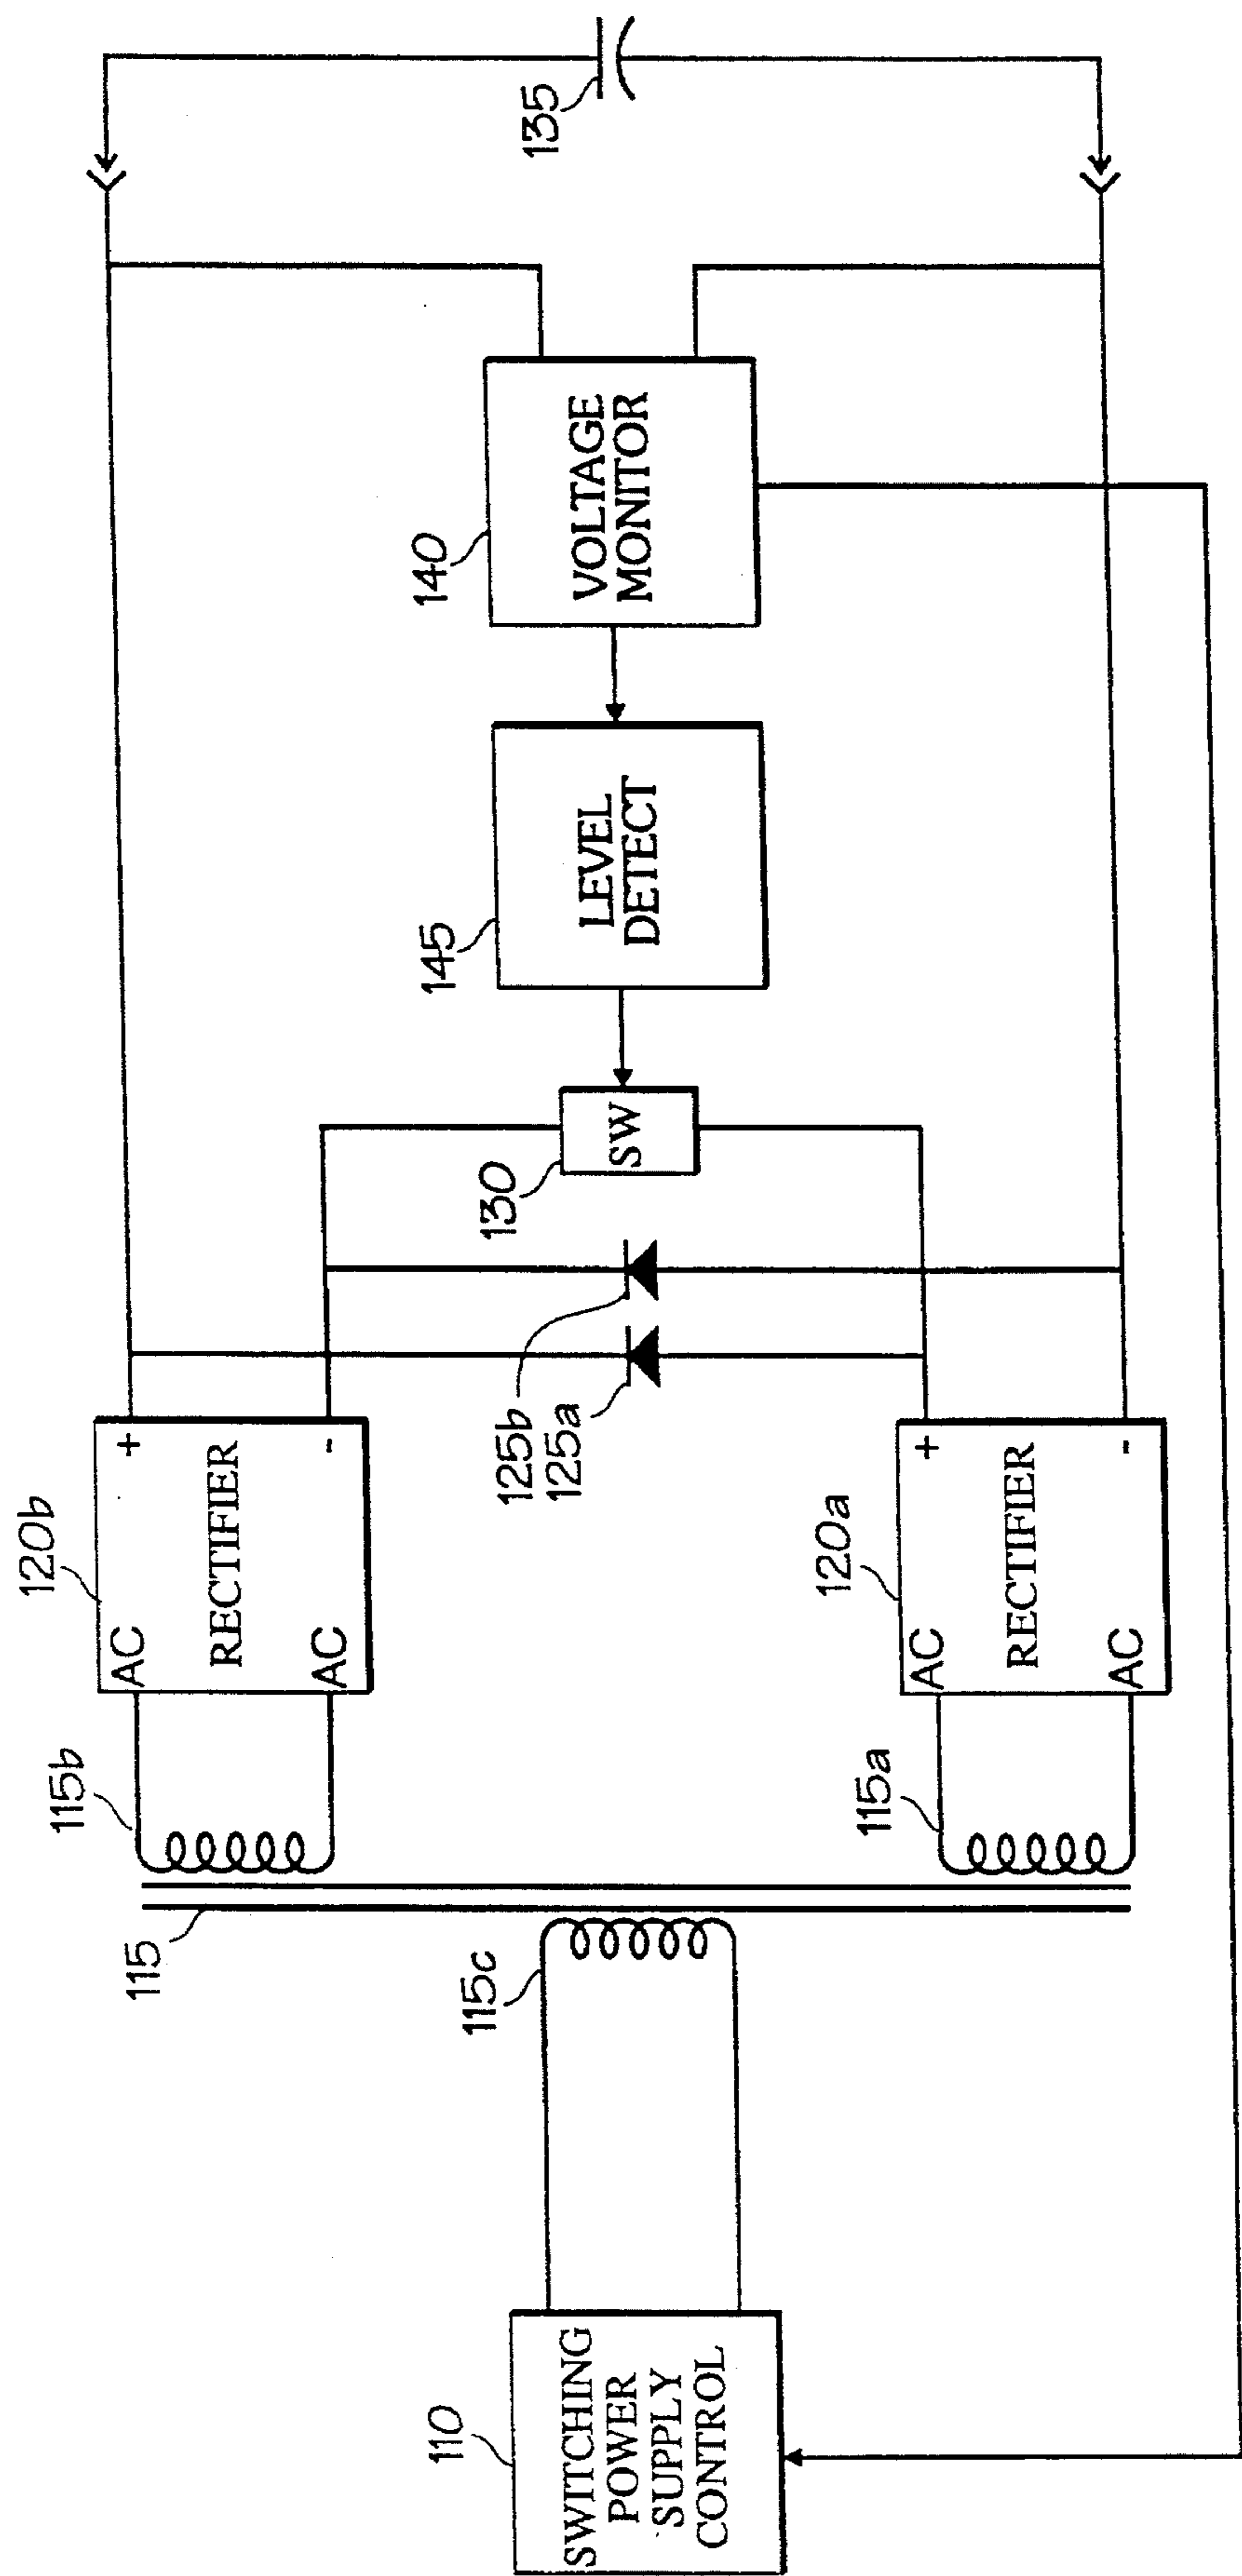 110
SWITCHING
POWER
SUPPLY
CONTROL
115
115c
115b
115a
120b
AC
+
RECTIFIER
AC
-
120a
AC
+
RECTIFIER
AC
-
125b
125a
130
SW
145
LEVEL
DETECT
140
VOLTAGE
MONITOR
135